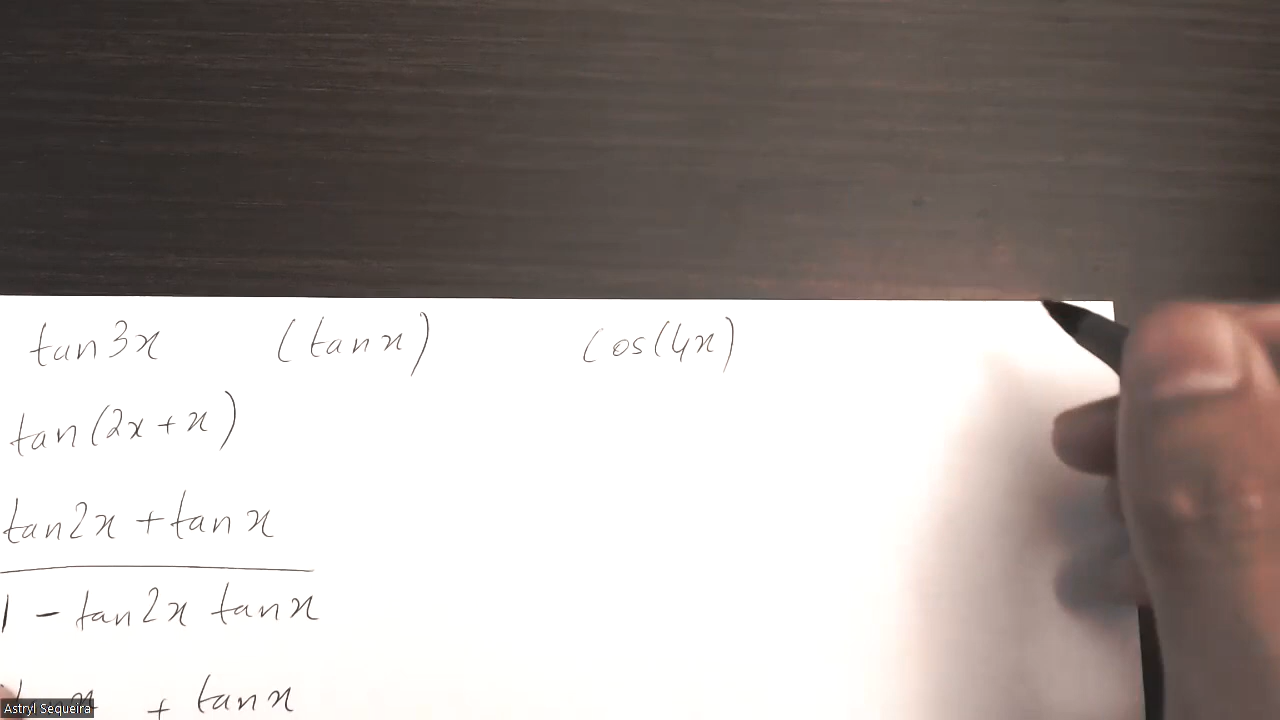 tan3x (tanx) cos(4x)
tan(2x+x)
tan2x + tanx
1 - tan2x tanx
+ tanx
Astryl Sequeira